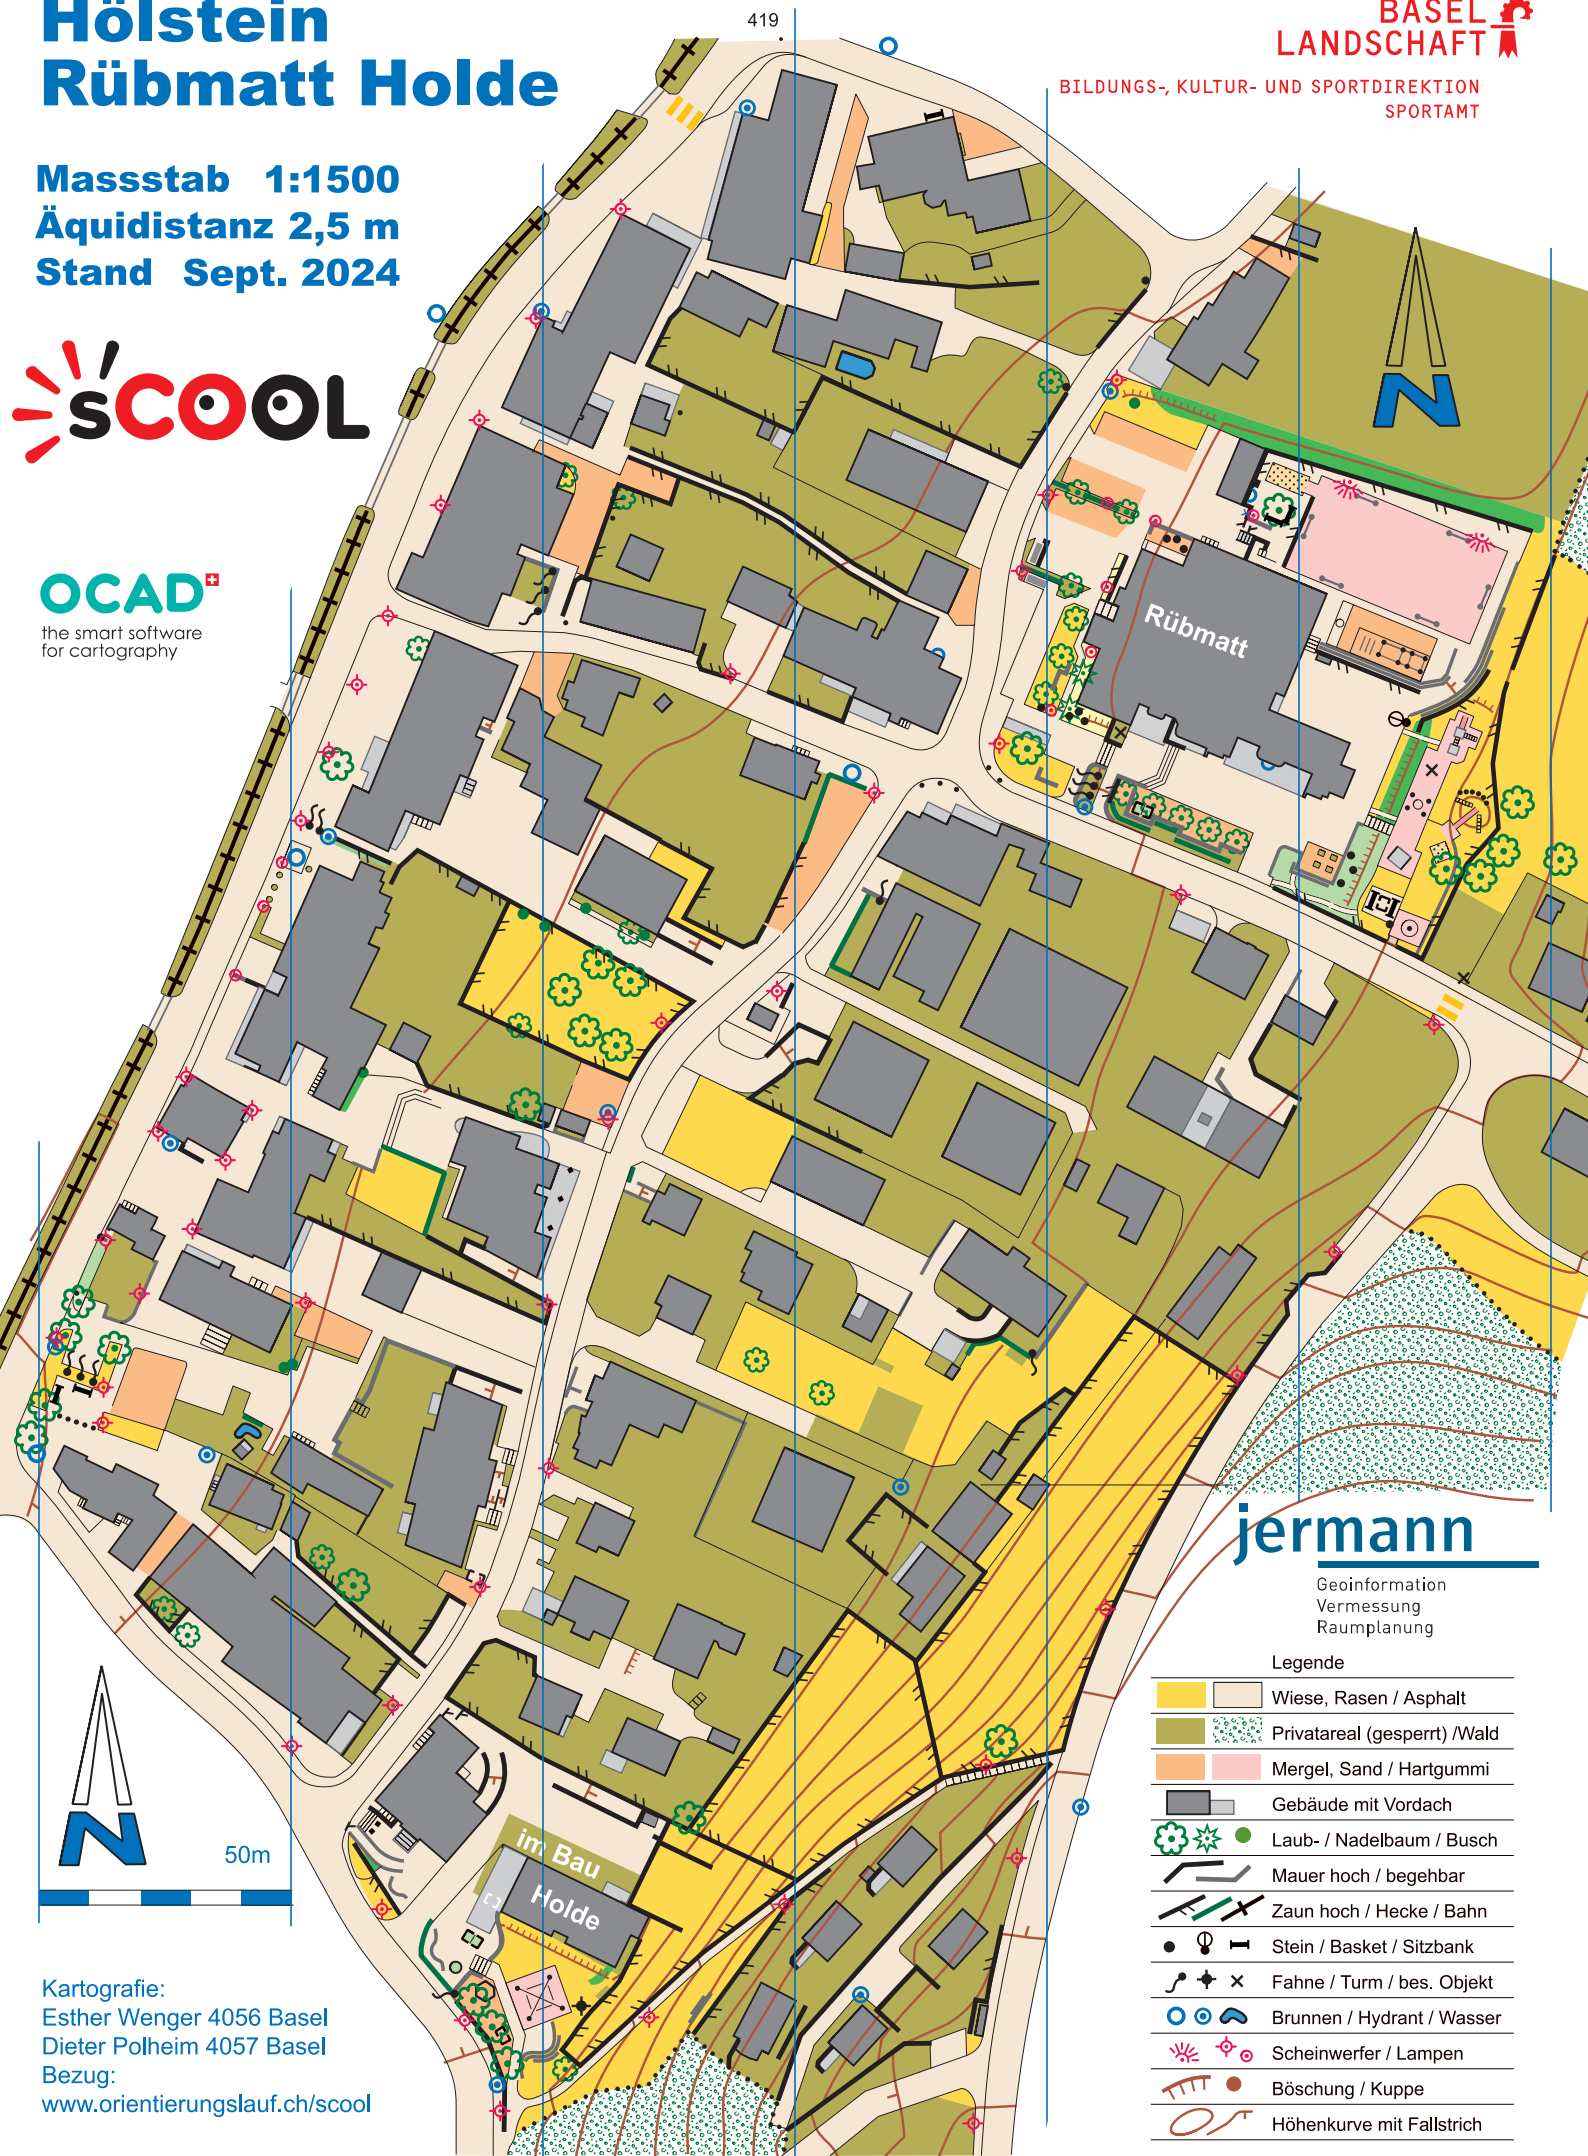 Hölstein
Rübmatt Holde
419
BASEL
LANDSCHAFT
BILDUNGS-, KULTUR- UND SPORTDIREKTION
SPORTAMT
Massstab 1:1500
Äquidistanz 2,5 m
Stand Sept. 2024
sCOOL
N
OCAD
the smart software
for cartography
Rübmatt
jermann
Geoinformation
Vermessung
Raumplanung
Legende
Wiese, Rasen / Asphalt
Privatareal (gesperrt) /Wald
Mergel, Sand / Hartgummi
Gebäude mit Vordach
Laub- / Nadelbaum / Busch
Mauer hoch / begehbar
Zaun hoch / Hecke / Bahn
Stein / Basket / Sitzbank
Fahne / Turm / bes. Objekt
Brunnen / Hydrant / Wasser
Scheinwerfer / Lampen
Böschung / Kuppe
Höhenkurve mit Fallstrich
N
50m
im Bau
Holde
Kartografie:
Esther Wenger 4056 Basel
Dieter Polheim 4057 Basel
Bezug:
www.orientierungslauf.ch/scool